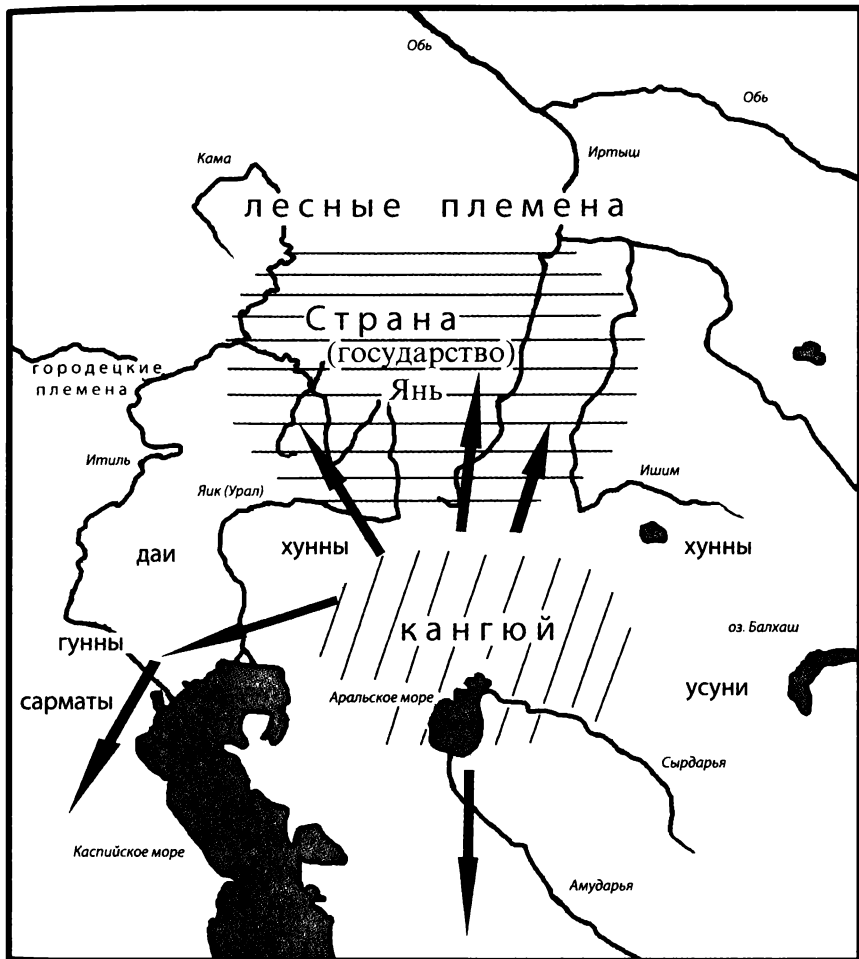 Обь
Обь
Иртыш
Кама
лесные племена
Страна
(государство)
Янь
городецкие
племена
Итиль
Яик (Урал)
Ишим
хунны
хунны
даи
кангюй
гунны
оз. Балхаш
сарматы
Аральское море
усуни
Сырдарья
Каспийское море
Амударья